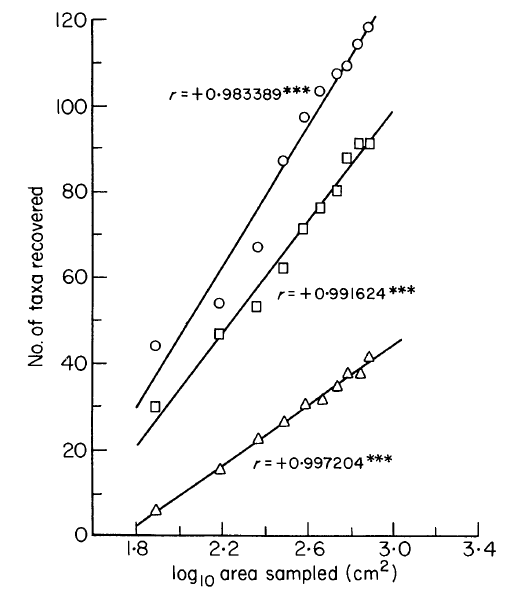 120
100
80
60
40
20
0
No. of taxa recovered
r=+0·983389***
r=+0·991624***
r=+0·997204***
1·8 2·2 2·6 3·0 3·4
log₁₀ area sampled (cm²)